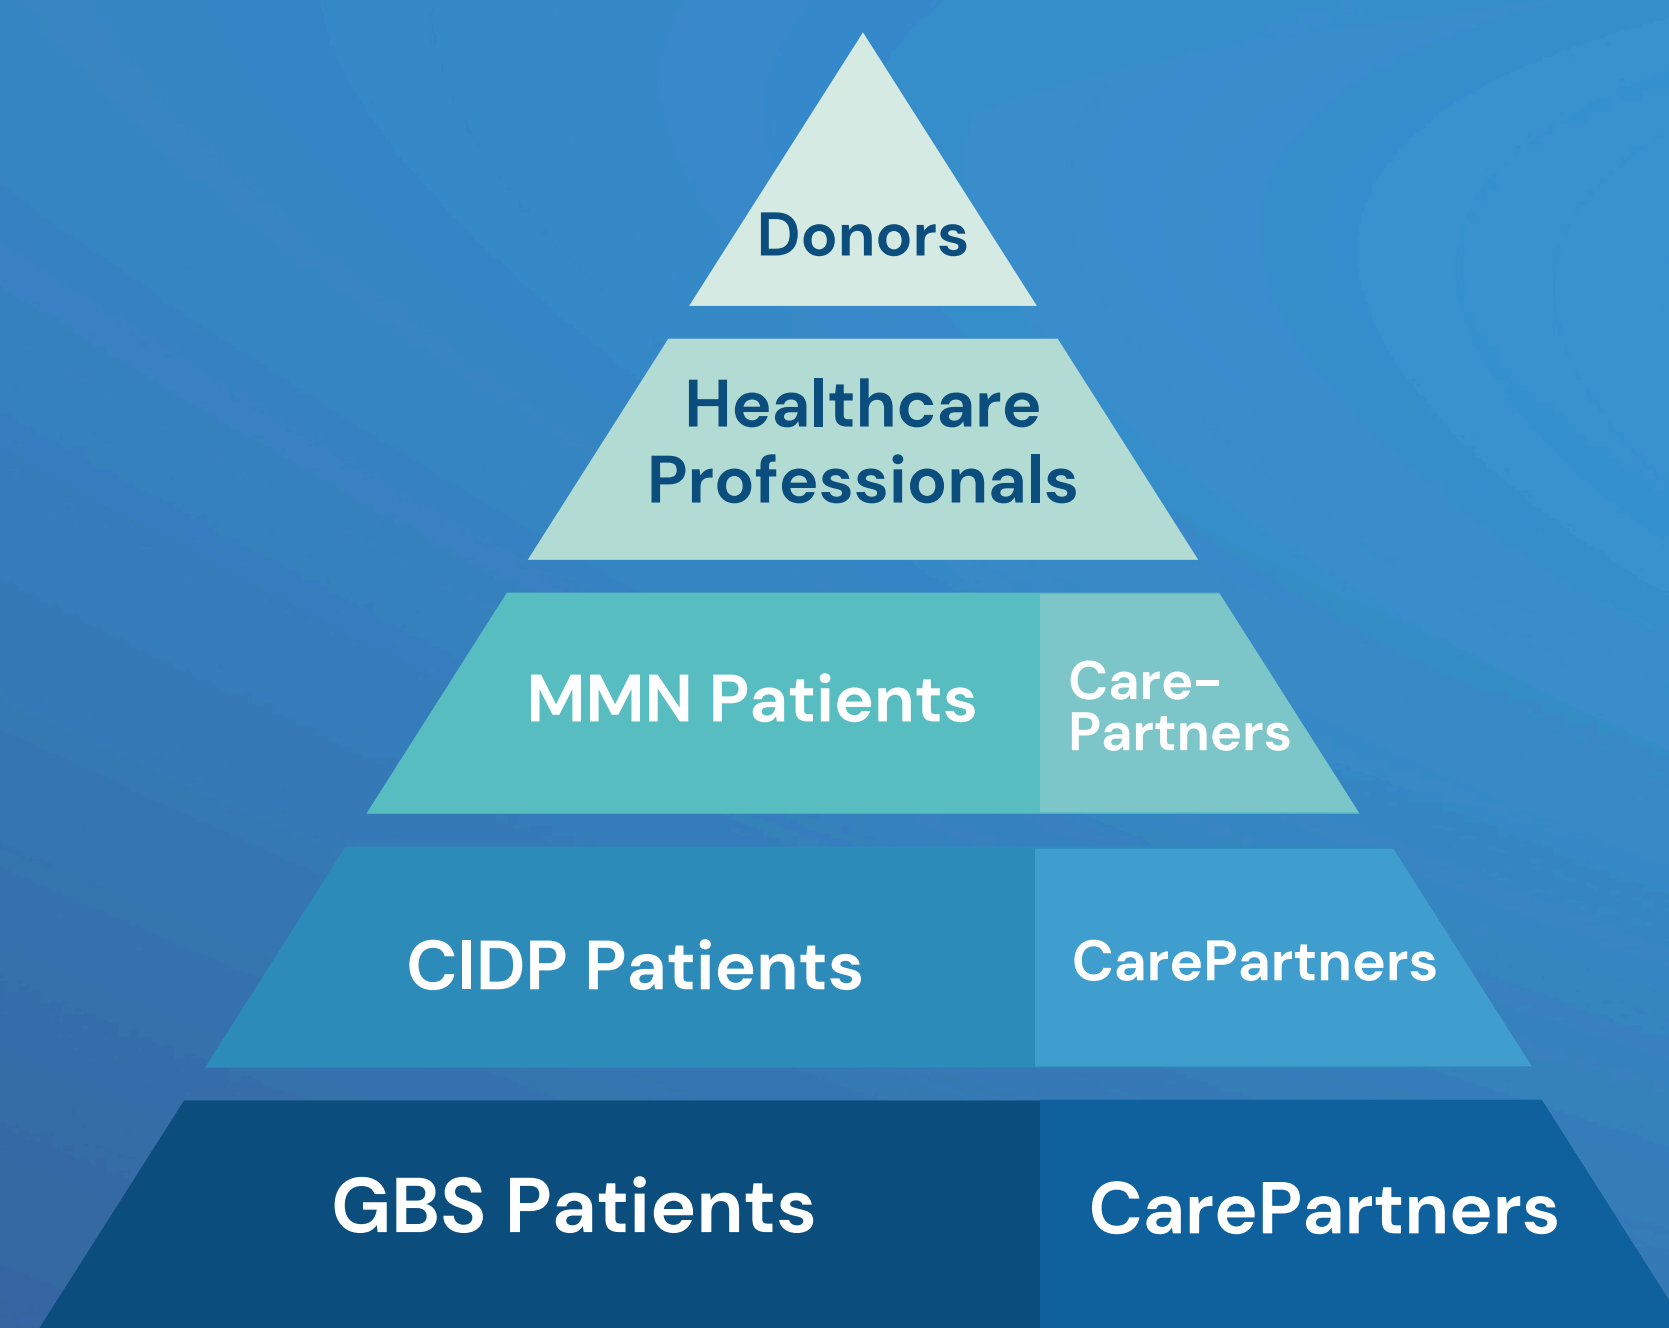 Donors
Healthcare
Professionals
MMN Patients
Care-
Partners
CIDP Patients
CarePartners
GBS Patients
CarePartners